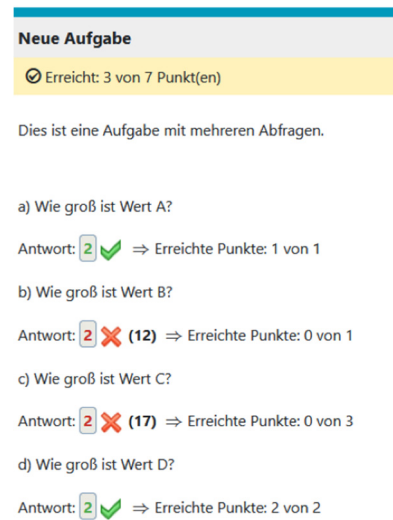 Neue Aufgabe
Erreicht: 3 von 7 Punkt(en)
Dies ist eine Aufgabe mit mehreren Abfragen.
a) Wie groß ist Wert A?
Antwort: 2 ⇒ Erreichte Punkte: 1 von 1
b) Wie groß ist Wert B?
Antwort: 2 (12) ⇒ Erreichte Punkte: 0 von 1
c) Wie groß ist Wert C?
Antwort: 2 (17) ⇒ Erreichte Punkte: 0 von 3
d) Wie groß ist Wert D?
Antwort: 2 ⇒ Erreichte Punkte: 2 von 2